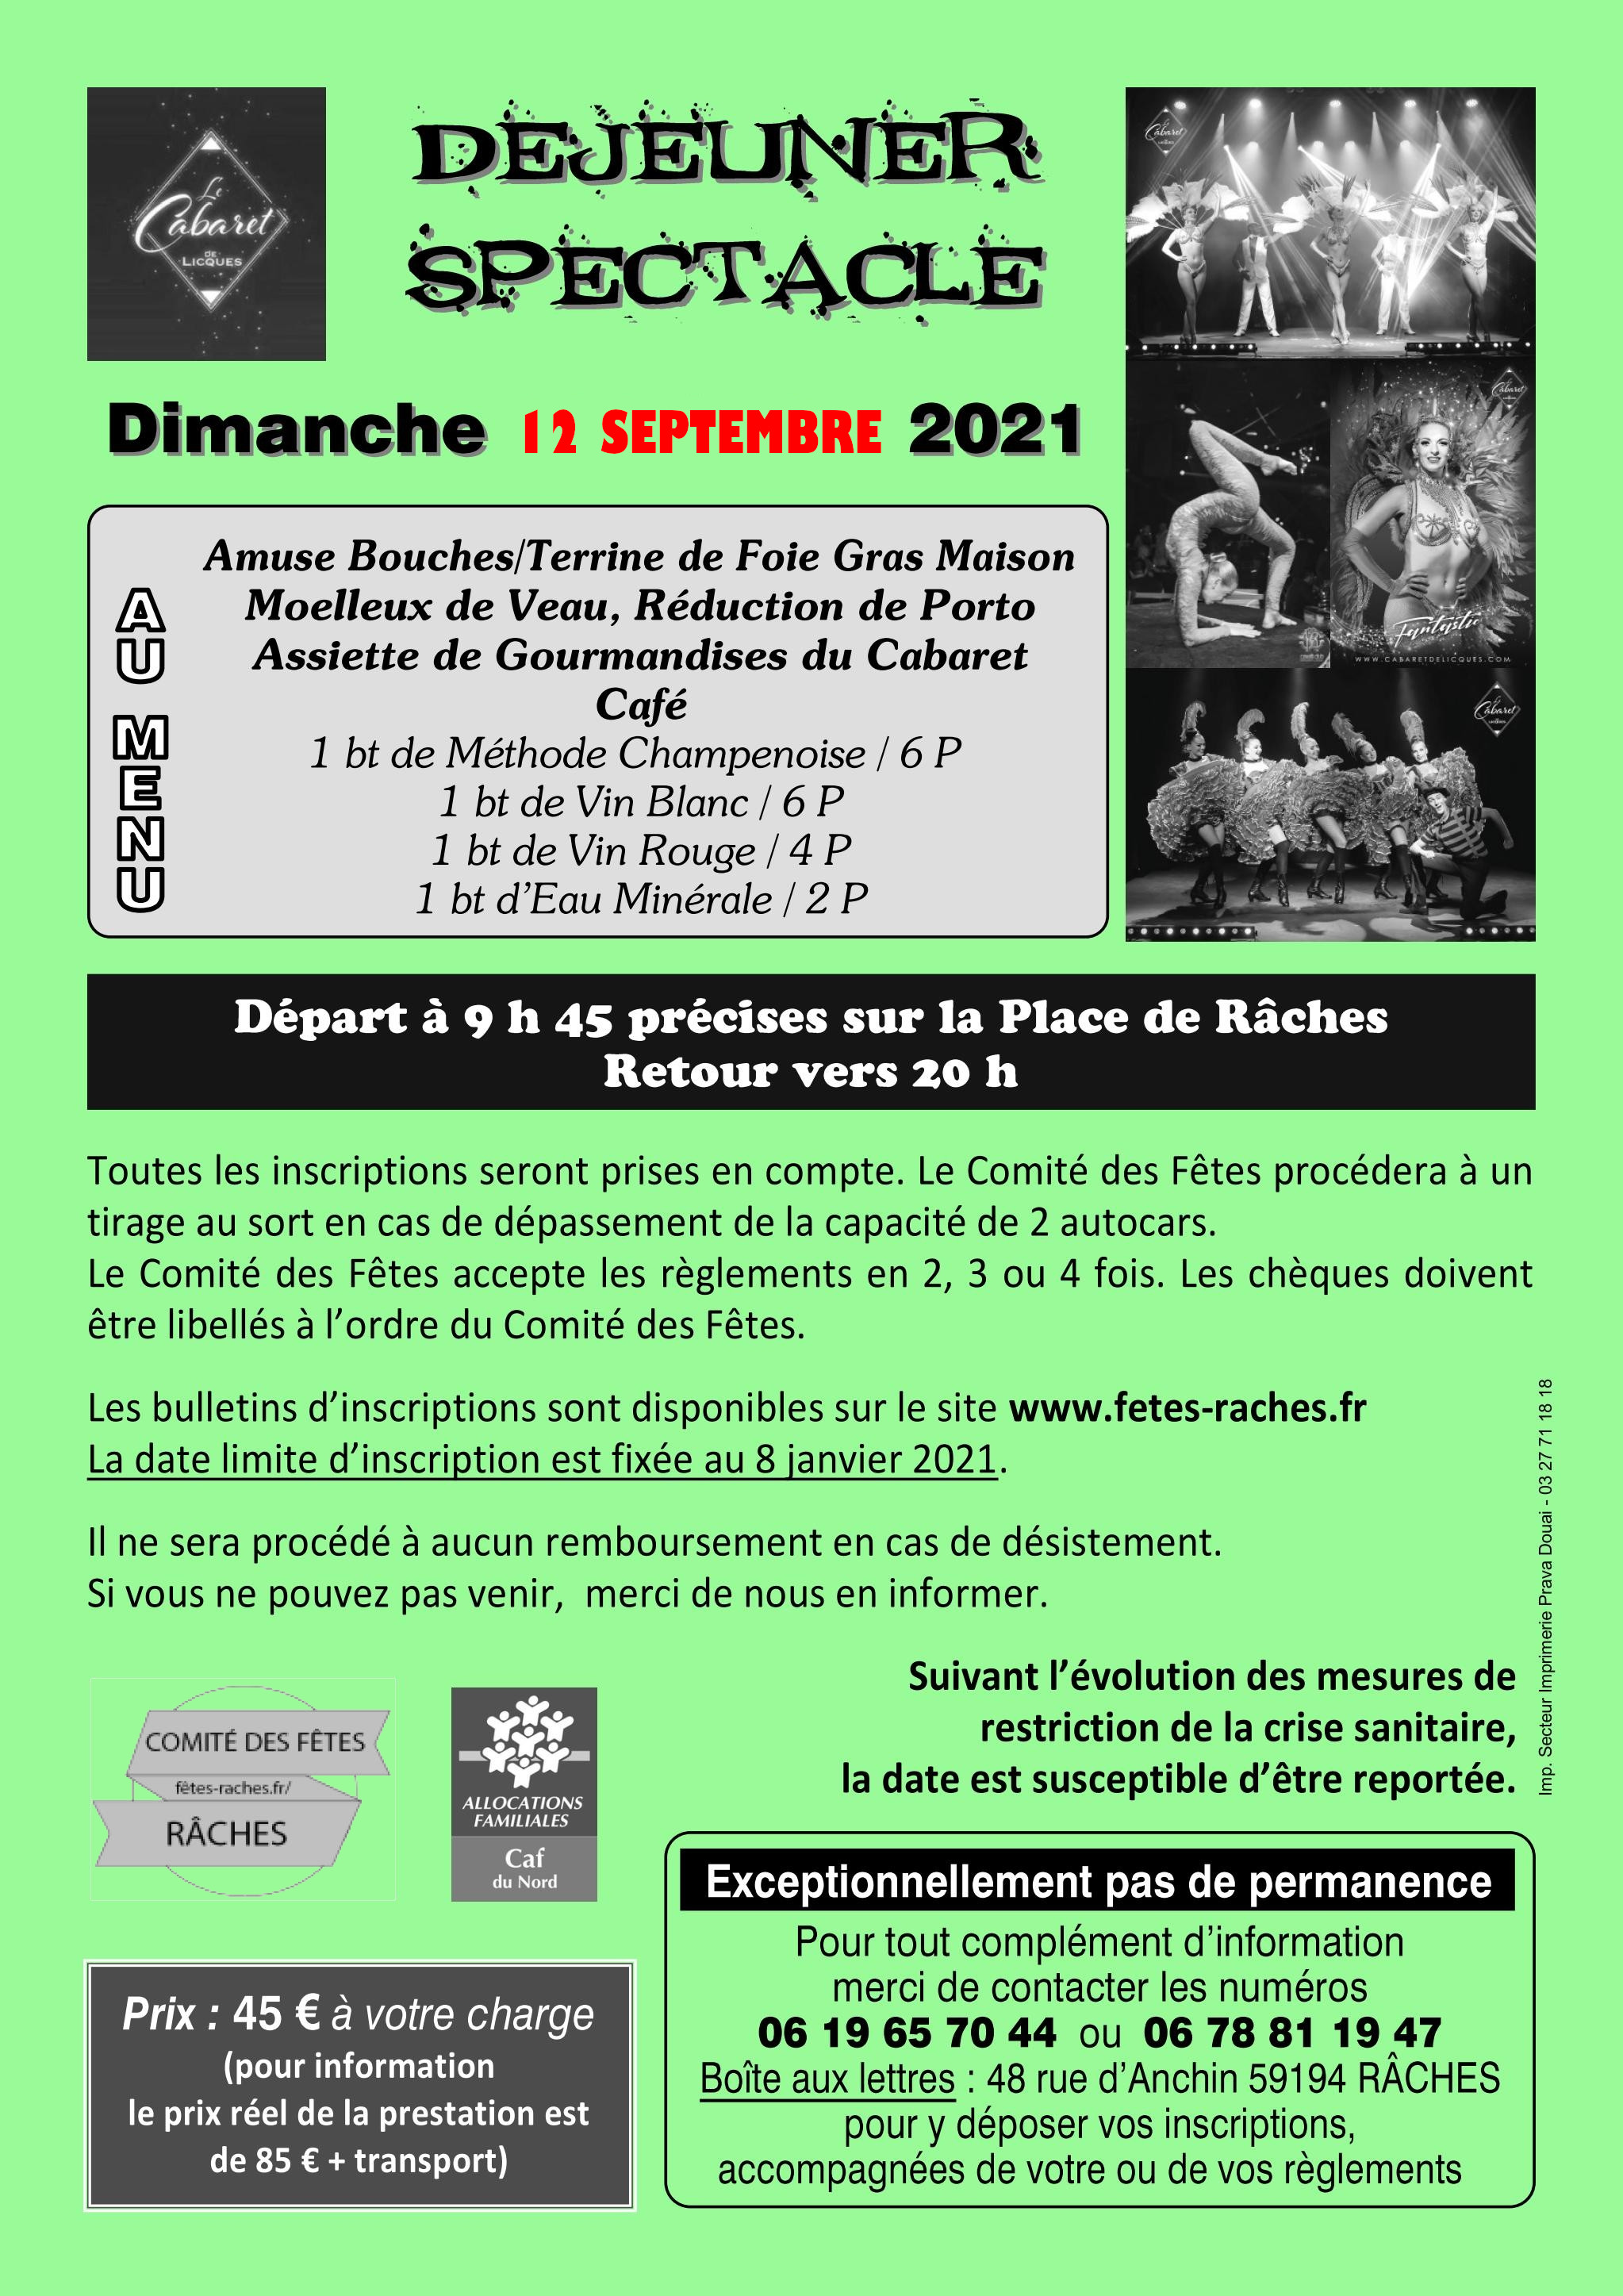 Le
Cabaret
DE
LICQUES
DEJEUNER
SPECTACLE
Dimanche 12 SEPTEMBRE 2021
AU MENU
Amuse Bouches/Terrine de Foie Gras Maison
Moelleux de Veau, Réduction de Porto
Assiette de Gourmandises du Cabaret
Café
1 bt de Méthode Champenoise / 6 P
1 bt de Vin Blanc / 6 P
1 bt de Vin Rouge / 4 P
1 bt d’Eau Minérale / 2 P
Cabaret
Cabaret
Fantastic
WWW.CABARETDELICQUES.COM
Cabaret
Départ à 9 h 45 précises sur la Place de Râches
Retour vers 20 h
Toutes les inscriptions seront prises en compte. Le Comité des Fêtes procédera à un
tirage au sort en cas de dépassement de la capacité de 2 autocars.
Le Comité des Fêtes accepte les règlements en 2, 3 ou 4 fois. Les chèques doivent
être libellés à l’ordre du Comité des Fêtes.
Les bulletins d’inscriptions sont disponibles sur le site www.fetes-raches.fr
La date limite d’inscription est fixée au 8 janvier 2021.
Il ne sera procédé à aucun remboursement en cas de désistement.
Si vous ne pouvez pas venir, merci de nous en informer.
Imp. Secteur Imprimerie Prava Douai - 03 27 71 18 18
Suivant l’évolution des mesures de
restriction de la crise sanitaire,
la date est susceptible d’être reportée.
COMITÉ DES FÊTES
fêtes-raches.fr/
RÂCHES
ALLOCATIONS
FAMILIALES
Caf
du Nord
Prix : 45 € à votre charge
(pour information
le prix réel de la prestation est
de 85 € + transport)
Exceptionnellement pas de permanence
Pour tout complément d’information
merci de contacter les numéros
06 19 65 70 44 ou 06 78 81 19 47
Boîte aux lettres : 48 rue d’Anchin 59194 RÂCHES
pour y déposer vos inscriptions,
accompagnées de votre ou de vos règlements